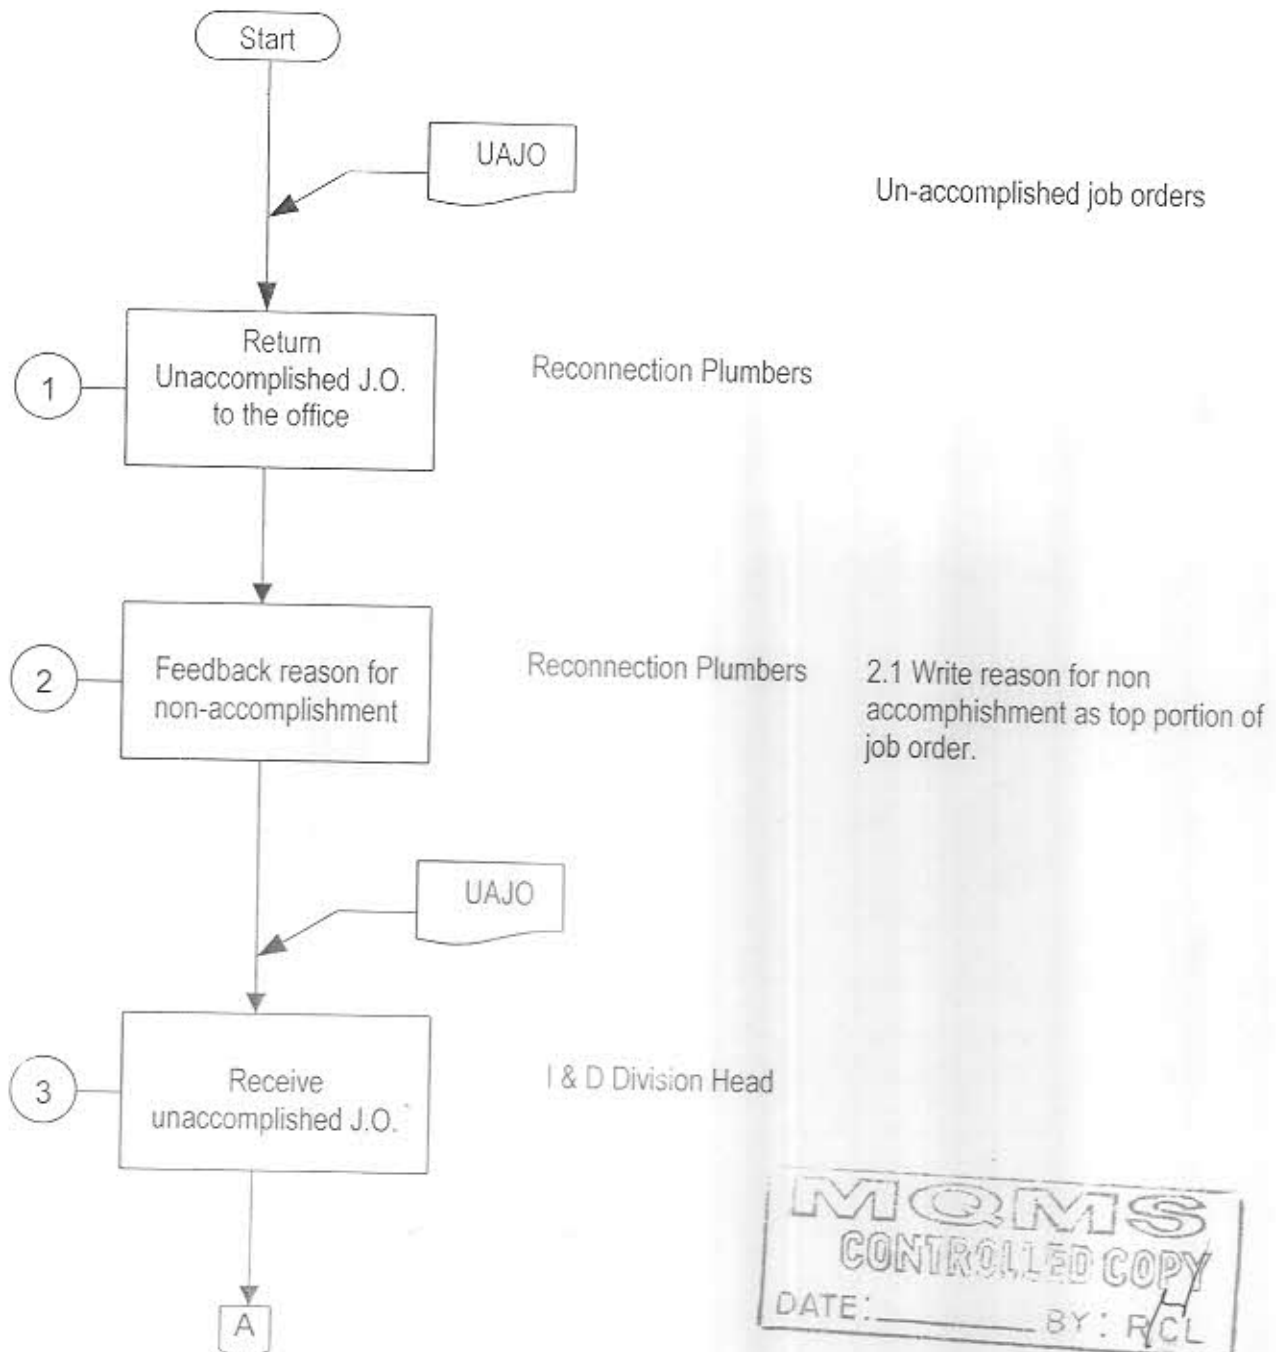 Start
UAJO
Un-accomplished job orders
1
Return
Unaccomplished J.O.
to the office
Reconnection Plumbers
2
Feedback reason for
non-accomplishment
Reconnection Plumbers
2.1 Write reason for non
accomphishment as top portion of
job order.
UAJO
3
Receive
unaccomplished J.O.
I & D Division Head
A
MQMS
CONTROLLED COPY
DATE:________ BY: RCL